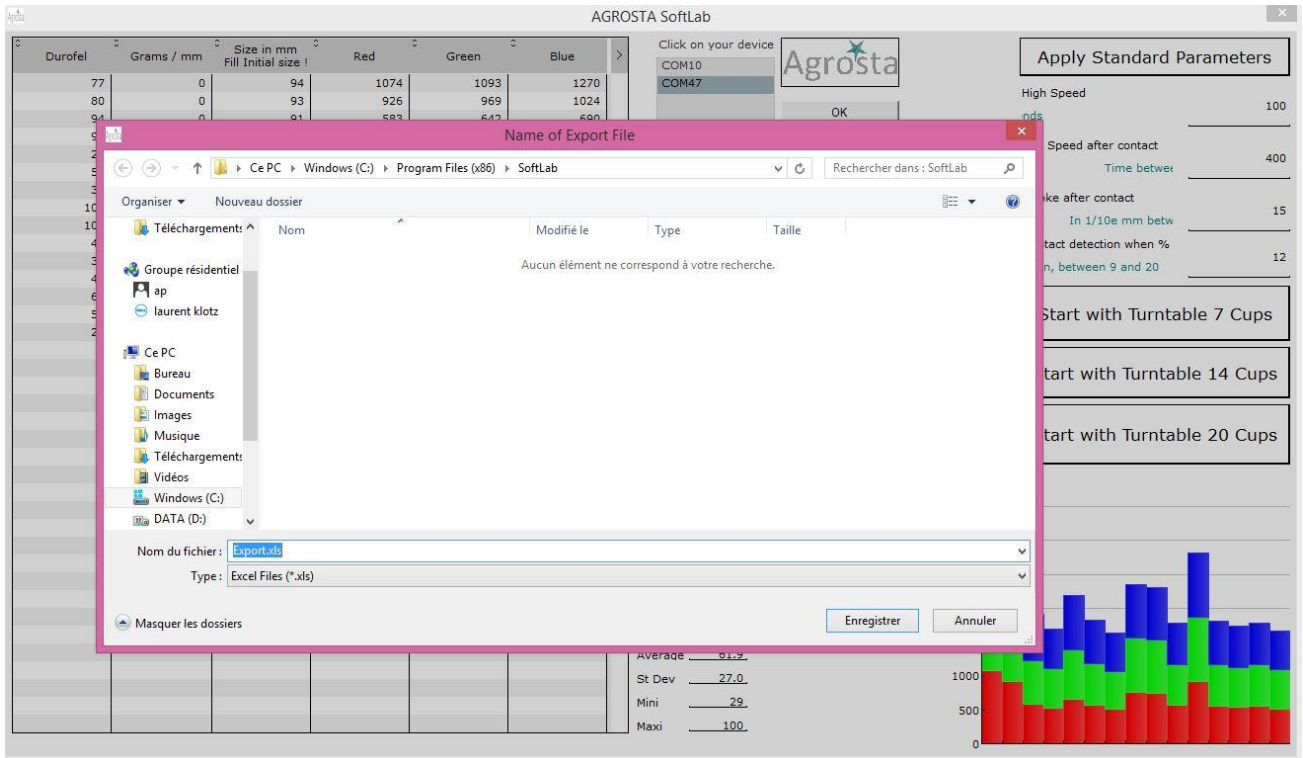 AGROSTA SoftLab
Durofel Grams / mm Size in mm Fill Initial size ! Red Green Blue >
77 0 94 1074 1093 1270
80 0 93 926 969 1024
94 0 91 583 642 690
Click on your device
COM10
COM47
Agrosta
OK
Apply Standard Parameters
High Speed
100
Speed after contact
400
Time betwee
ke after contact
15
In 1/10e mm betw
tact detection when %
12
n, between 9 and 20
Start with Turntable 7 Cups
tart with Turntable 14 Cups
tart with Turntable 20 Cups
Name of Export File
Ce PC Windows (C:) Program Files (x86) SoftLab
Rechercher dans : SoftLab
Organiser Nouveau dossier
Nom Modifié le Type Taille
Aucun élément ne correspond à votre recherche.
Téléchargements
Groupe résidentiel
ap
laurent klotz
Ce PC
Bureau
Documents
Images
Musique
Téléchargements
Vidéos
Windows (C:)
DATA (D:)
Nom du fichier : Export.xls
Type : Excel Files (*.xls)
Masquer les dossiers
Enregistrer Annuler
Average 61.9
St Dev 27.0
Mini 29
Maxi 100
1000
500
0